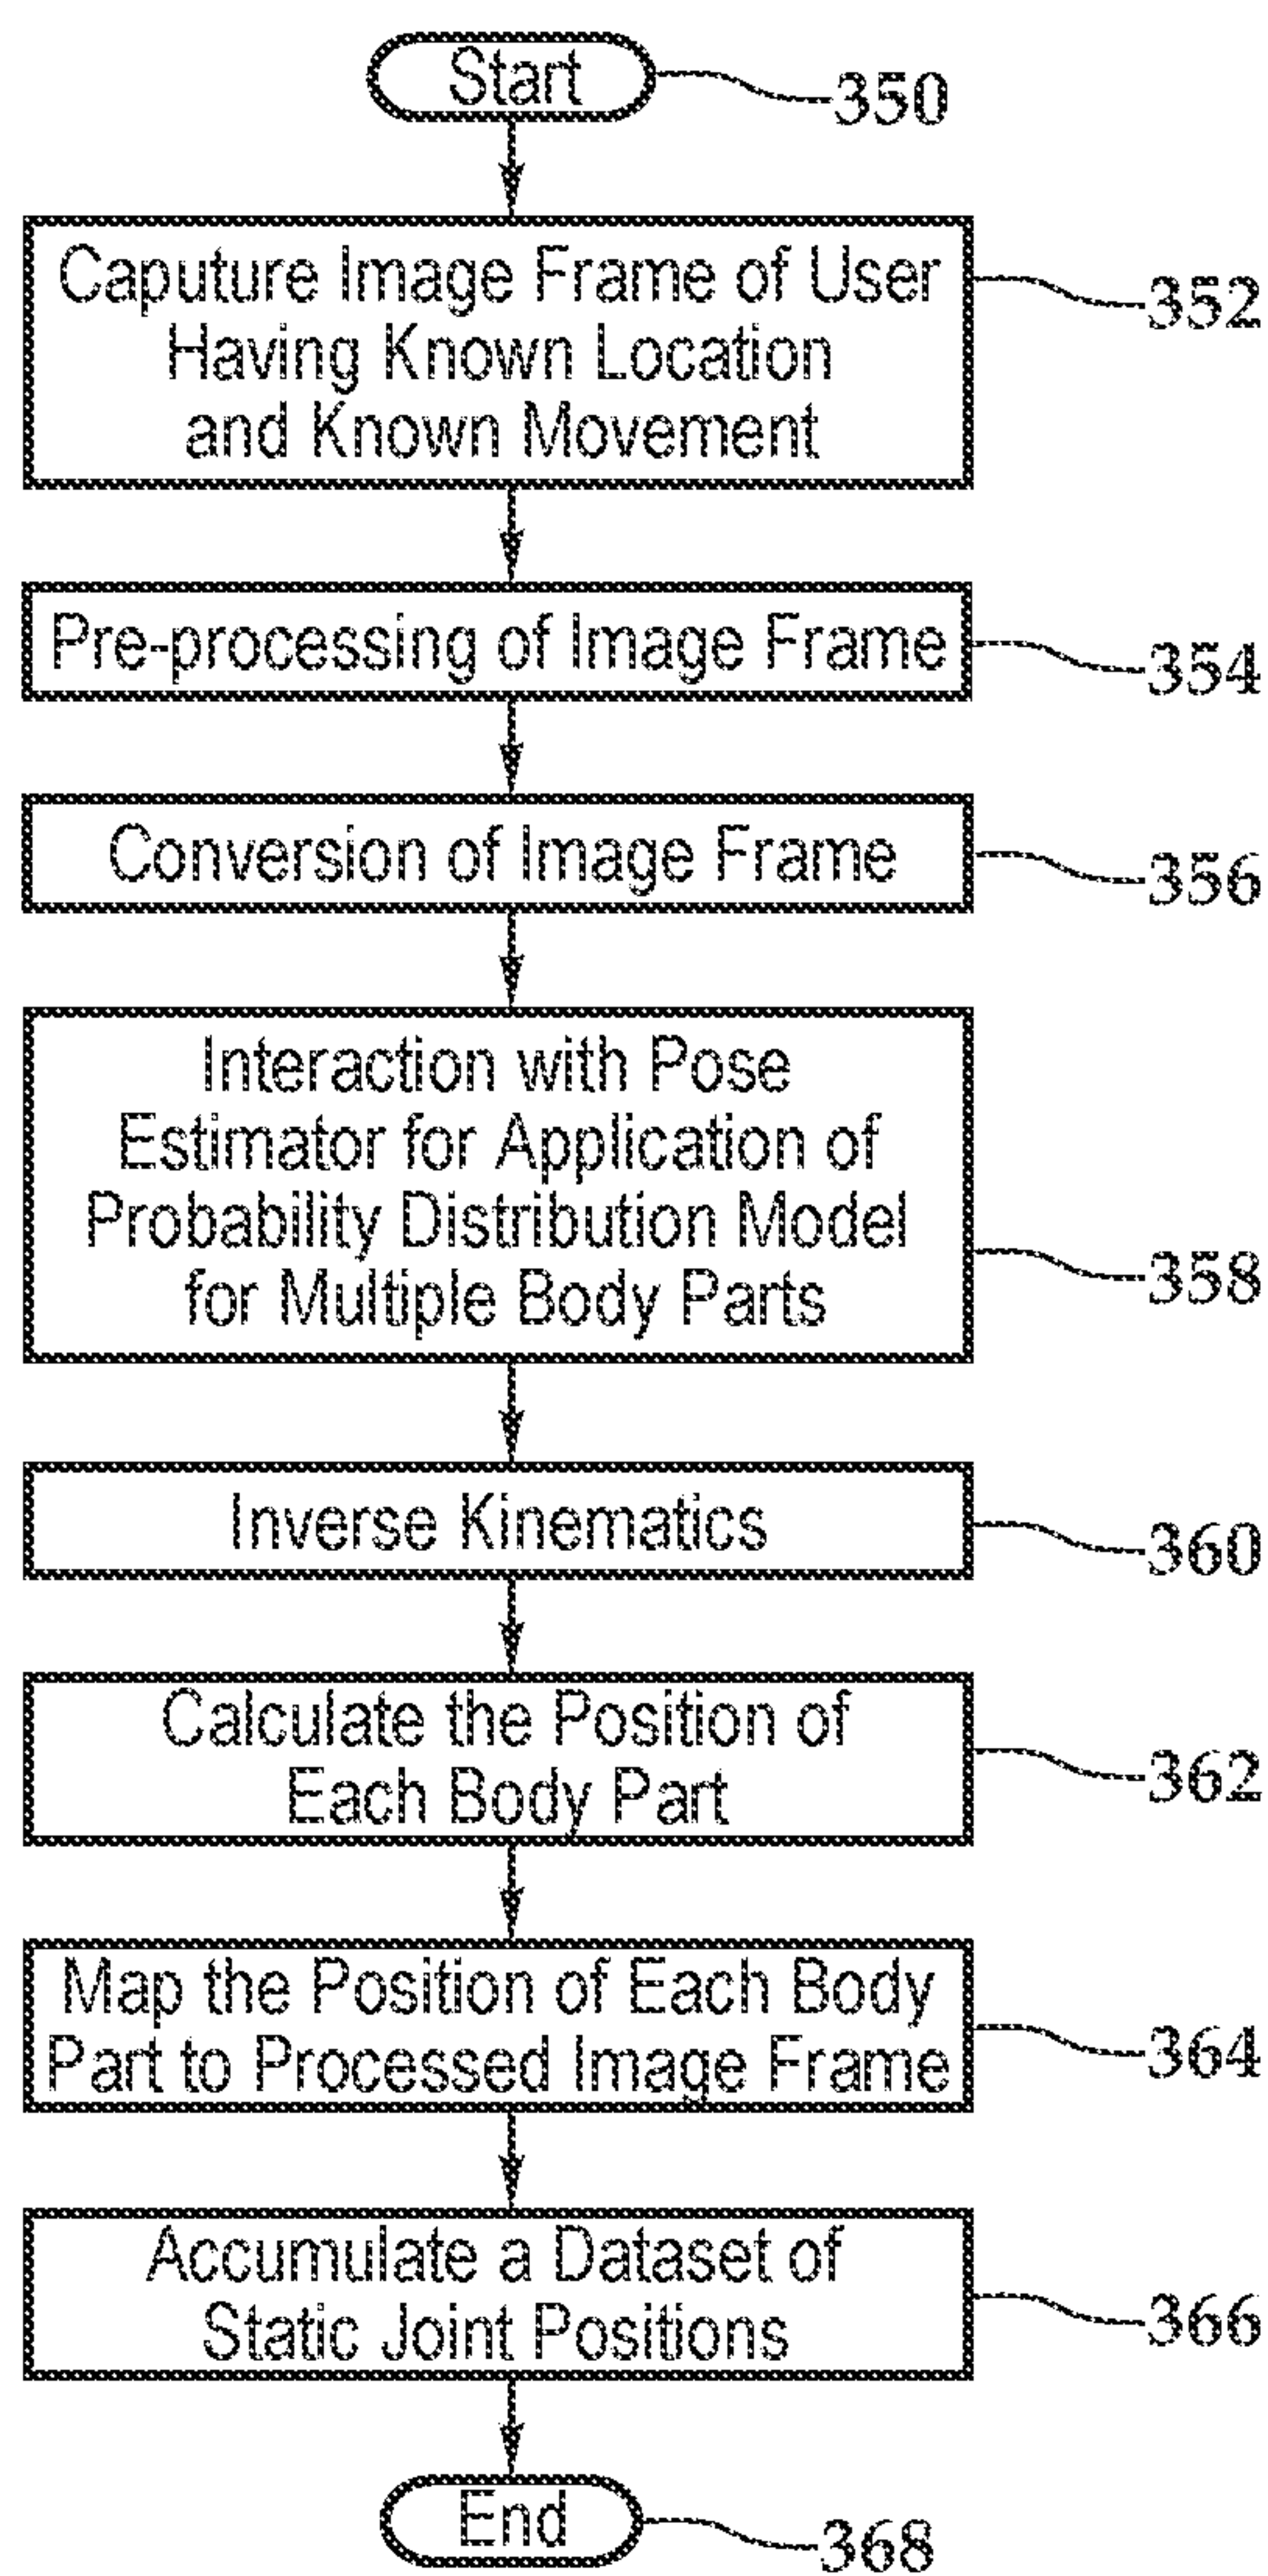 Start
350
Caputure Image Frame of User
Having Known Location
and Known Movement
352
Pre-processing of Image Frame
354
Conversion of Image Frame
356
Interaction with Pose
Estimator for Application of
Probability Distribution Model
for Multiple Body Parts
358
Inverse Kinematics
360
Calculate the Position of
Each Body Part
362
Map the Position of Each Body
Part to Processed Image Frame
364
Accumulate a Dataset of
Static Joint Positions
366
End
368